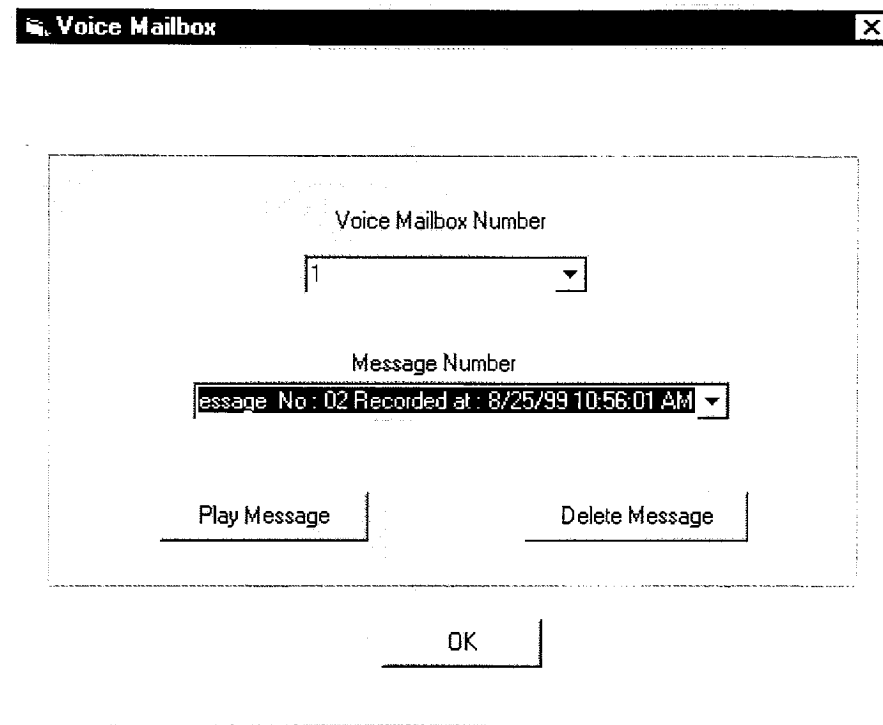 Voice Mailbox
Voice Mailbox Number
1
Message Number
essage No : 02 Recorded at : 8/25/99 10:56:01 AM
Play Message
Delete Message
OK